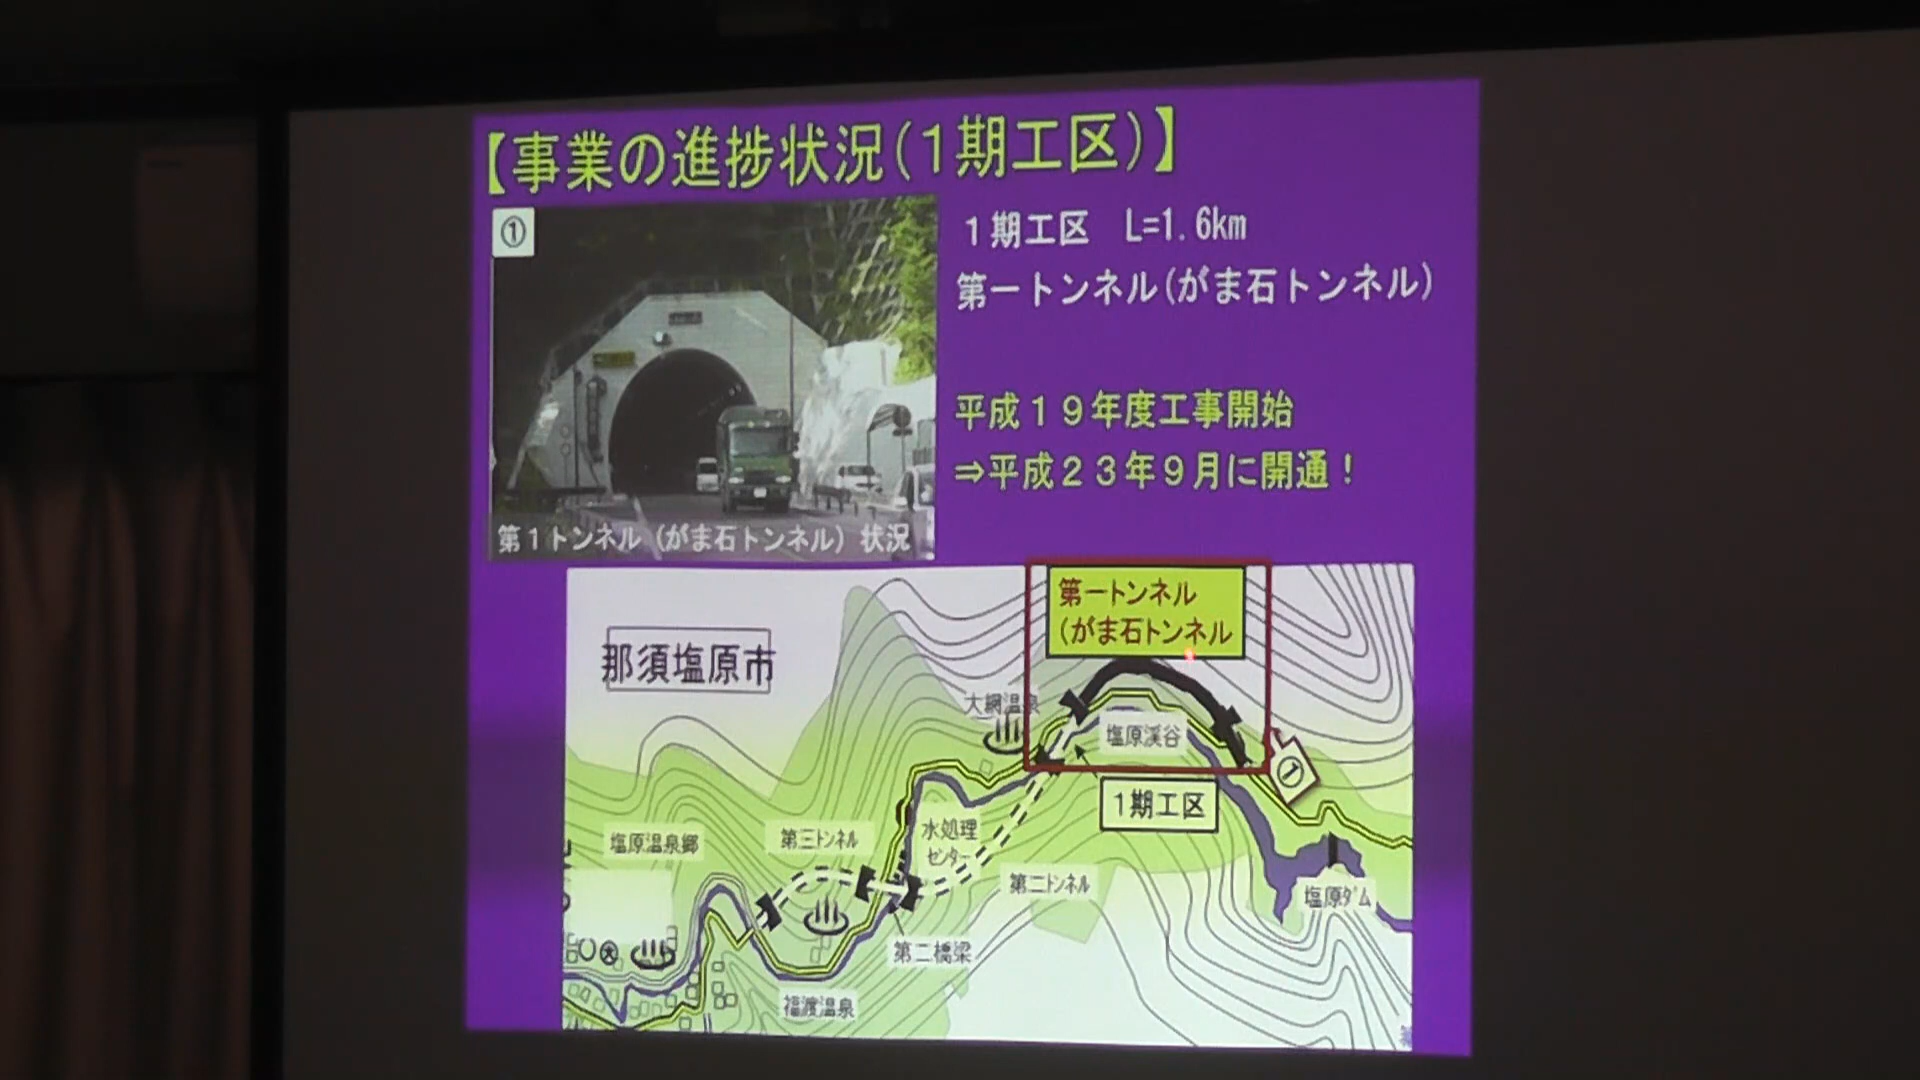 【事業の進捗状況(1期工区)】
①
1期工区　L=1.6km
第一トンネル(がま石トンネル)
平成19年度工事開始
⇒平成23年9月に開通！
第1トンネル(がま石トンネル)状況
第一トンネル
(がま石トンネル
那須塩原市
大網温泉
塩原渓谷
①
1期工区
水処理
センター
第三トンネル
塩原温泉郷
第二トンネル
塩原ダム
第二橋梁
福渡温泉